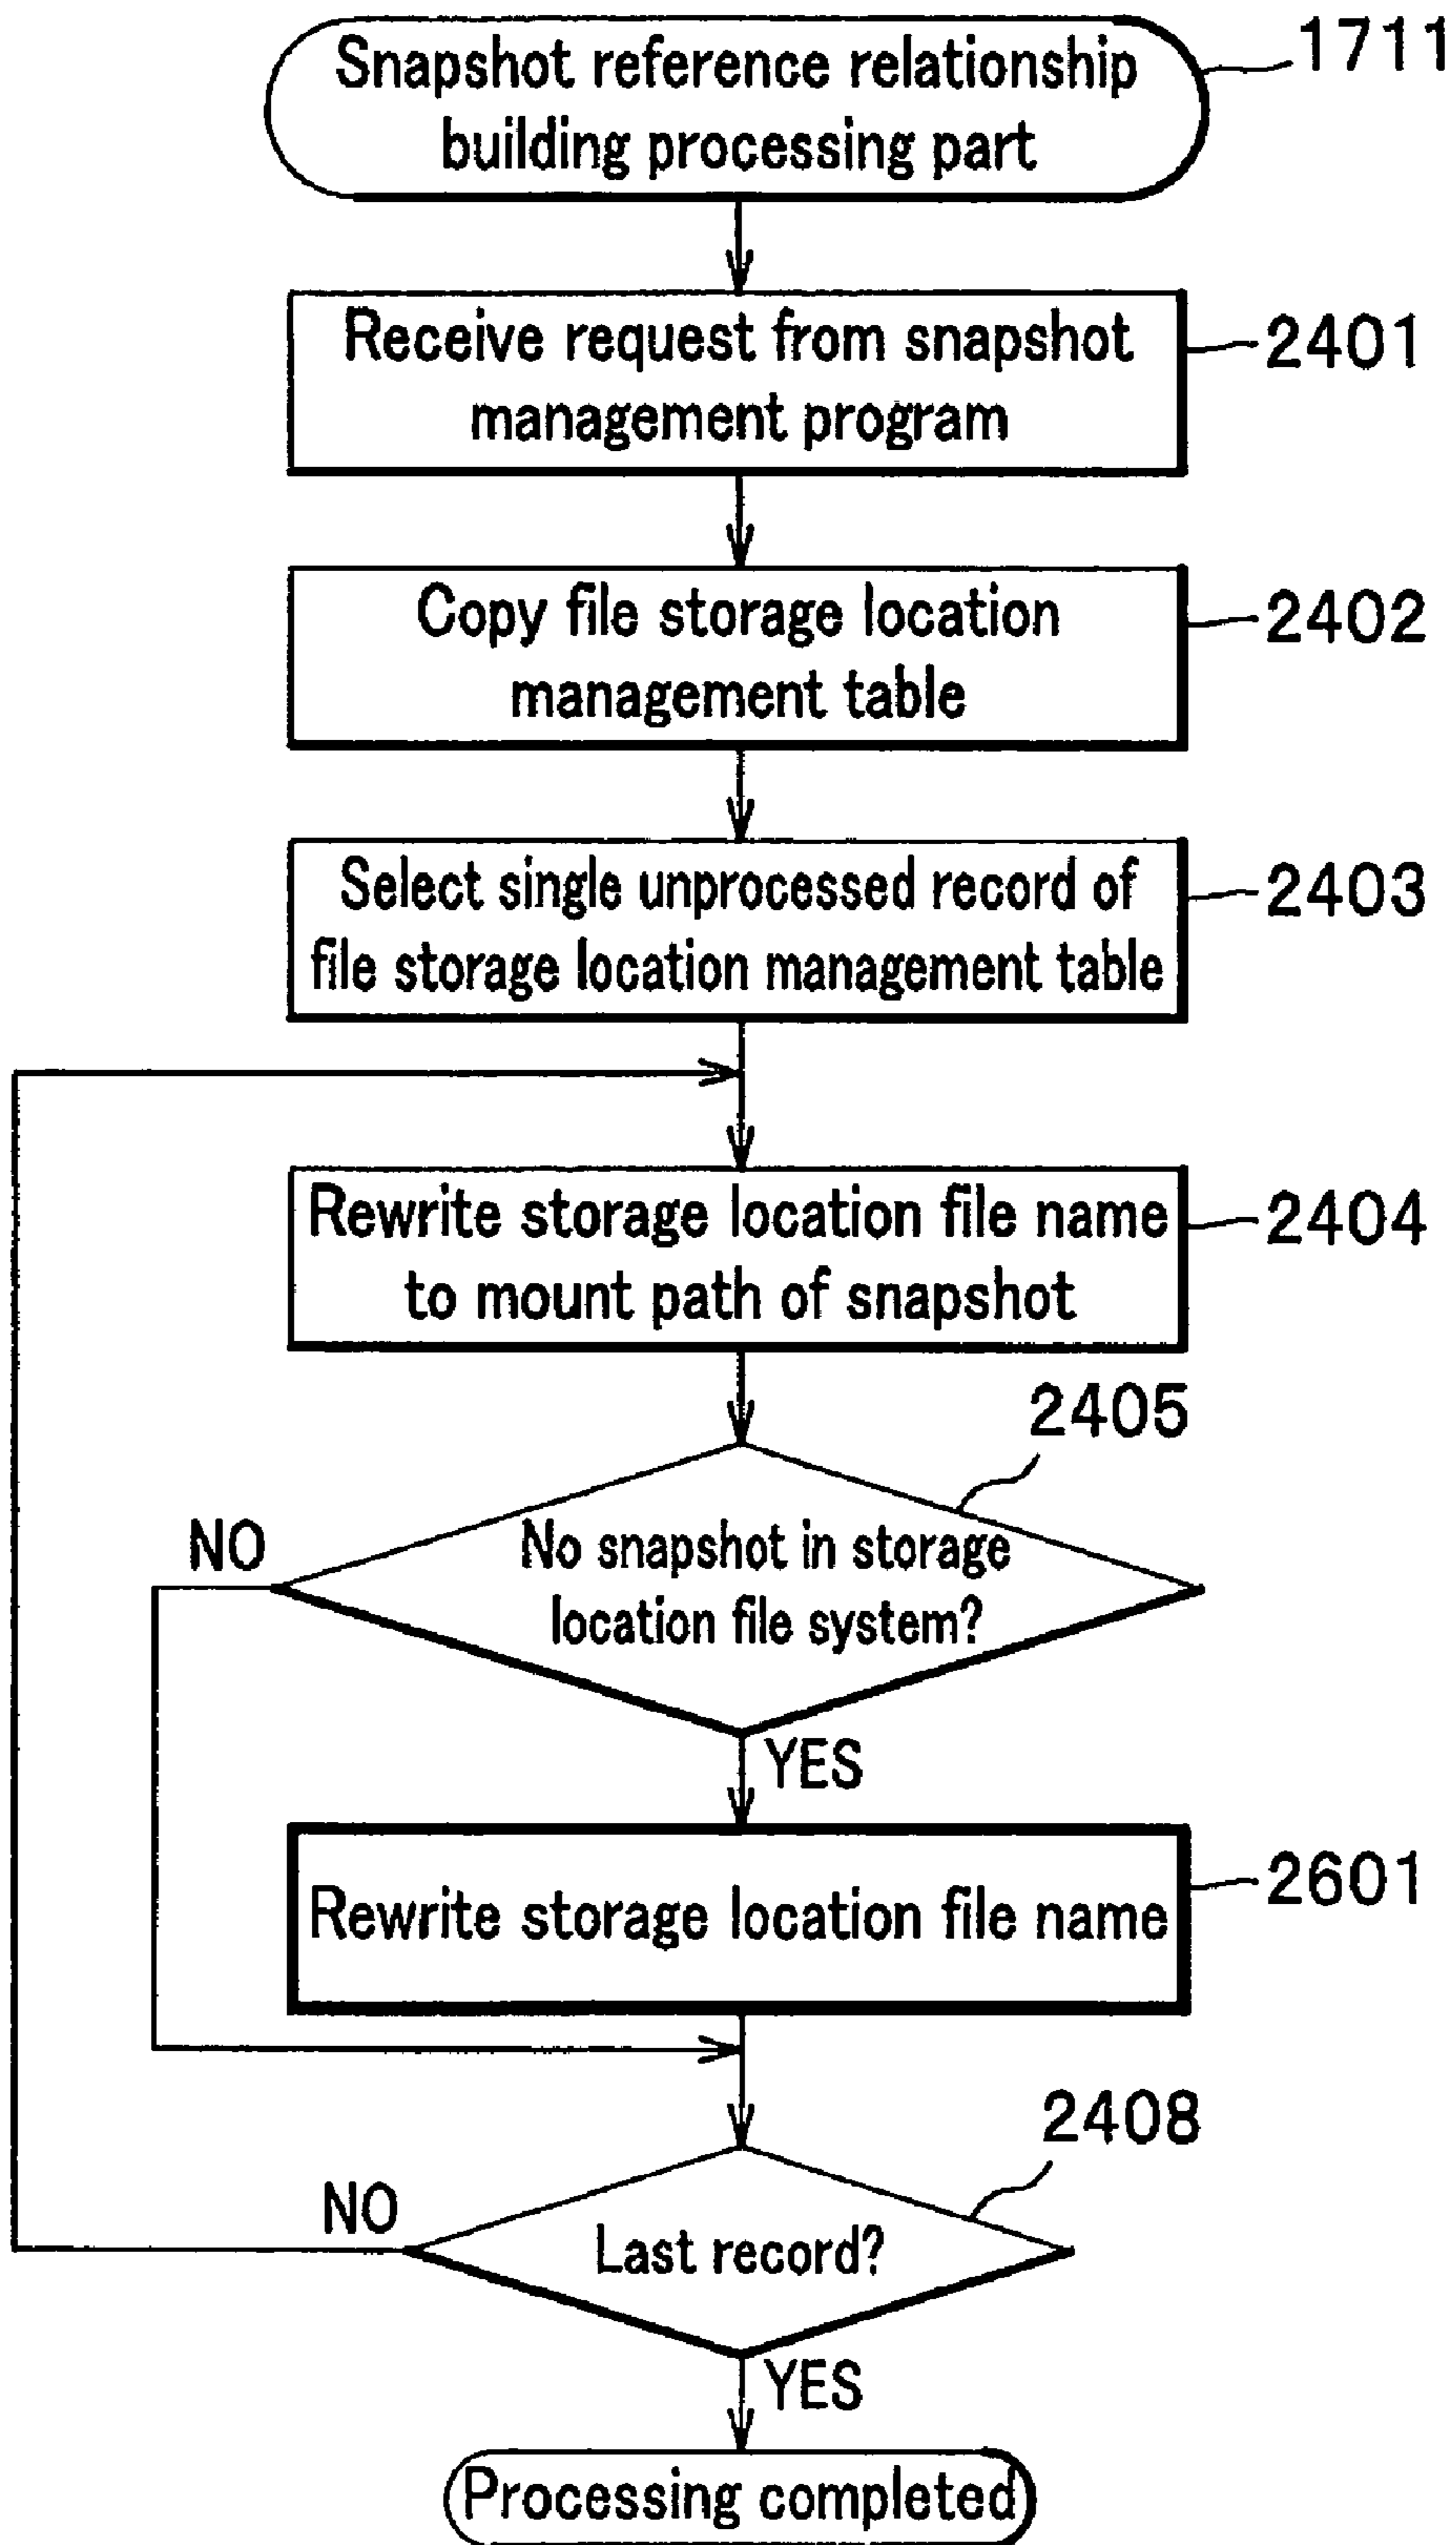 Snapshot reference relationship
building processing part
1711
Receive request from snapshot
management program
2401
Copy file storage location
management table
2402
Select single unprocessed record of
file storage location management table
2403
Rewrite storage location file name
to mount path of snapshot
2404
2405
NO
No snapshot in storage
location file system?
YES
Rewrite storage location file name
2601
2408
NO
Last record?
YES
Processing completed